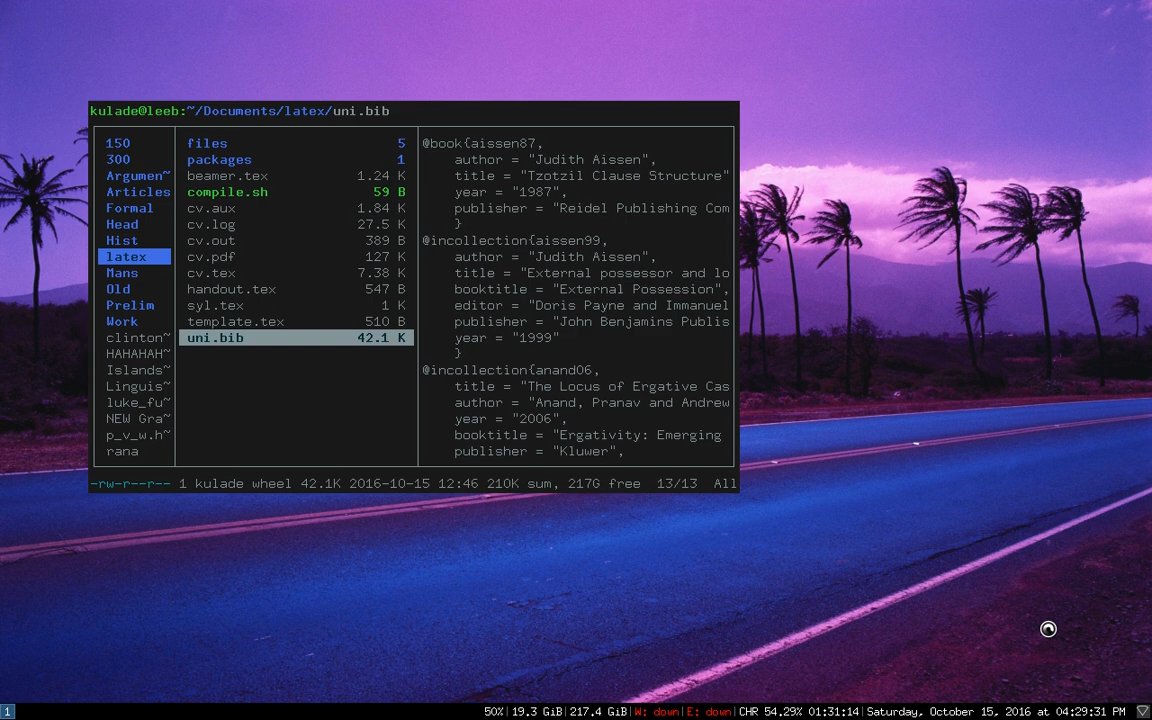 kulade@leeb:~/Documents/latex/uni.bib
150
300
Argumen~
Articles
Formal
Head
Hist
latex
Mans
Old
Prelim
Work
clinton~
HAHAHAH~
Islands~
Linguis~
luke_fu~
NEW Gra~
p_v_w.h~
rana
files 5
packages 1
beamer.tex 1.24 K
compile.sh 59 B
cv.aux 1.84 K
cv.log 27.5 K
cv.out 389 B
cv.pdf 127 K
cv.tex 7.38 K
handout.tex 547 B
syl.tex 1 K
template.tex 510 B
uni.bib 42.1 K
@book{aissen87,
author = "Judith Aissen",
title = "Tzotzil Clause Structure"
year = "1987",
publisher = "Reidel Publishing Com
}
@incollection{aissen99,
author = "Judith Aissen",
title = "External possessor and lo
booktitle = "External Possession",
editor = "Doris Payne and Immanuel
publisher = "John Benjamins Publis
year = "1999"
}
@incollection{anand06,
title = "The Locus of Ergative Cas
author = "Anand, Pranav and Andrew
year = "2006",
booktitle = "Ergativity: Emerging
publisher = "Kluwer",
-rw-r--r-- 1 kulade wheel 42.1K 2016-10-15 12:46 210K sum, 217G free 13/13 All
1 50%|19.3 GiB|217.4 GiB|W: down|E: down|CHR 54.29% 01:31:14|Saturday, October 15, 2016 at 04:29:31 PM